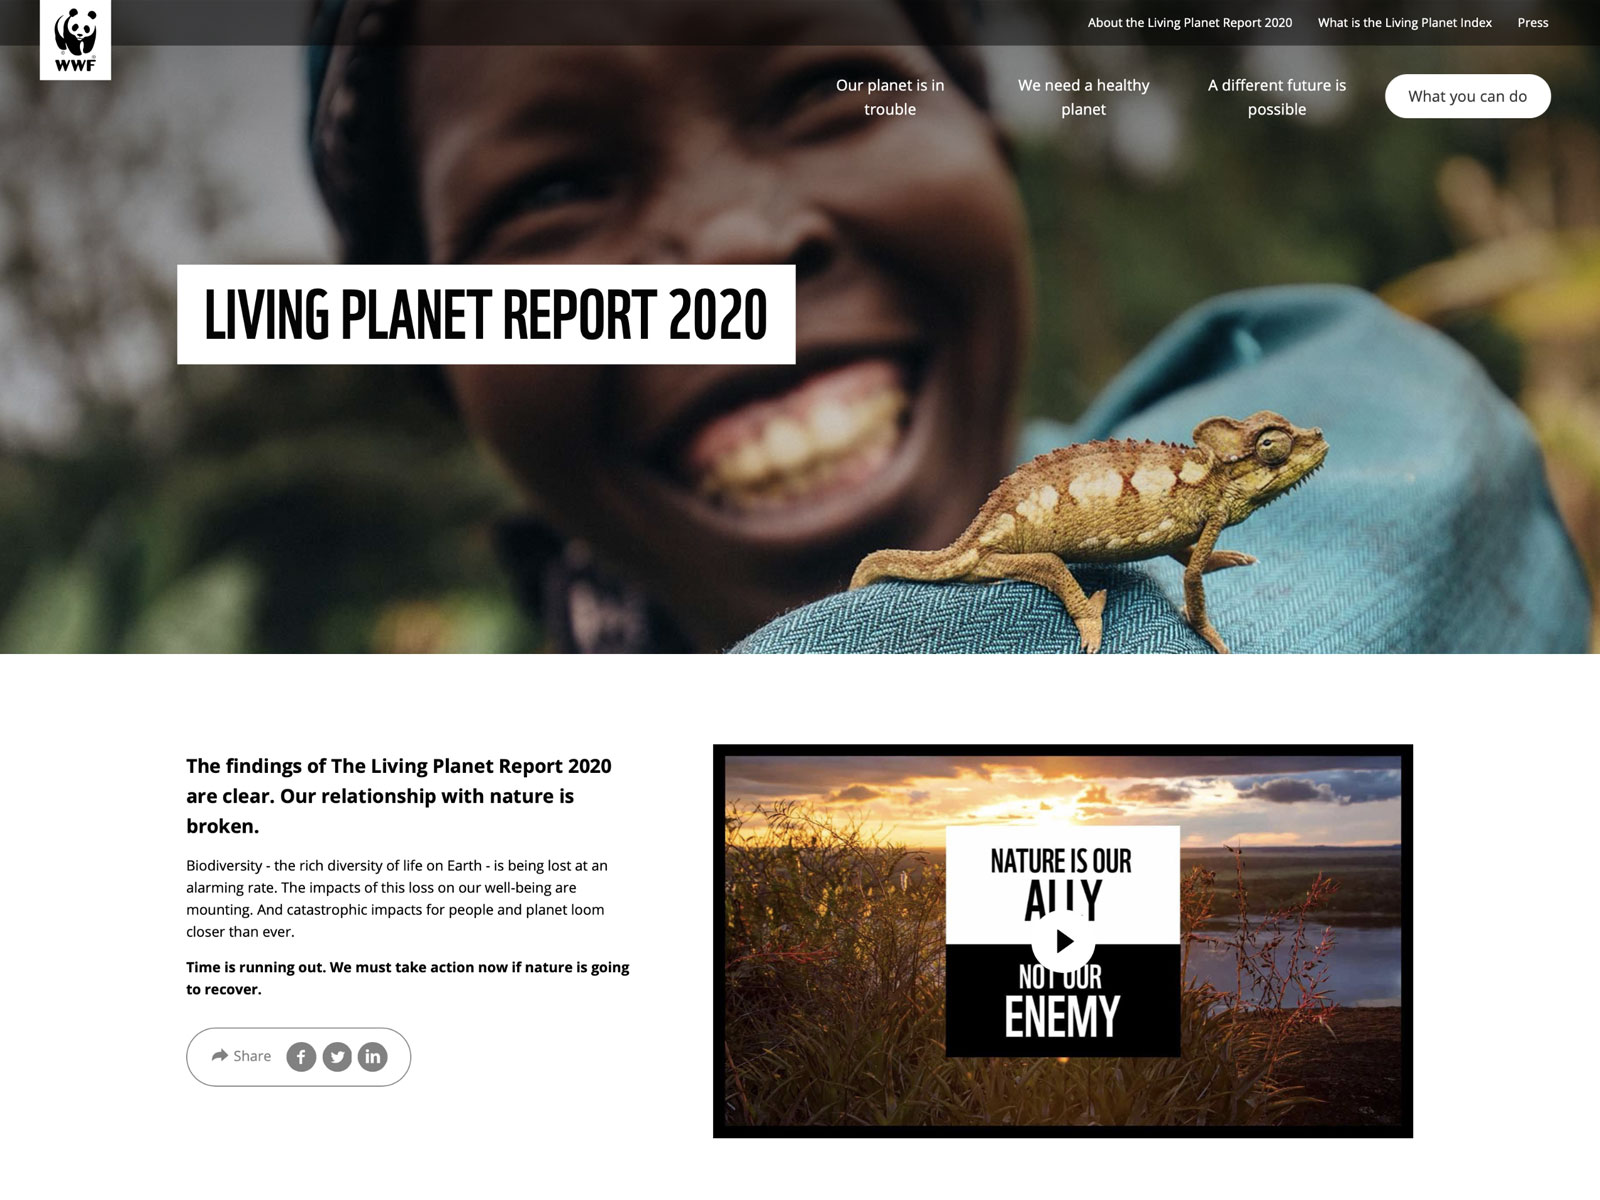 WWF
About the Living Planet Report 2020 What is the Living Planet Index Press
Our planet is in
trouble
We need a healthy
planet
A different future is
possible
What you can do
LIVING PLANET REPORT 2020
The findings of The Living Planet Report 2020
are clear. Our relationship with nature is
broken.
Biodiversity - the rich diversity of life on Earth - is being lost at an
alarming rate. The impacts of this loss on our well-being are
mounting. And catastrophic impacts for people and planet loom
closer than ever.
Time is running out. We must take action now if nature is going
to recover.
Share
NATURE IS OUR
ALLY
NOT OUR
ENEMY